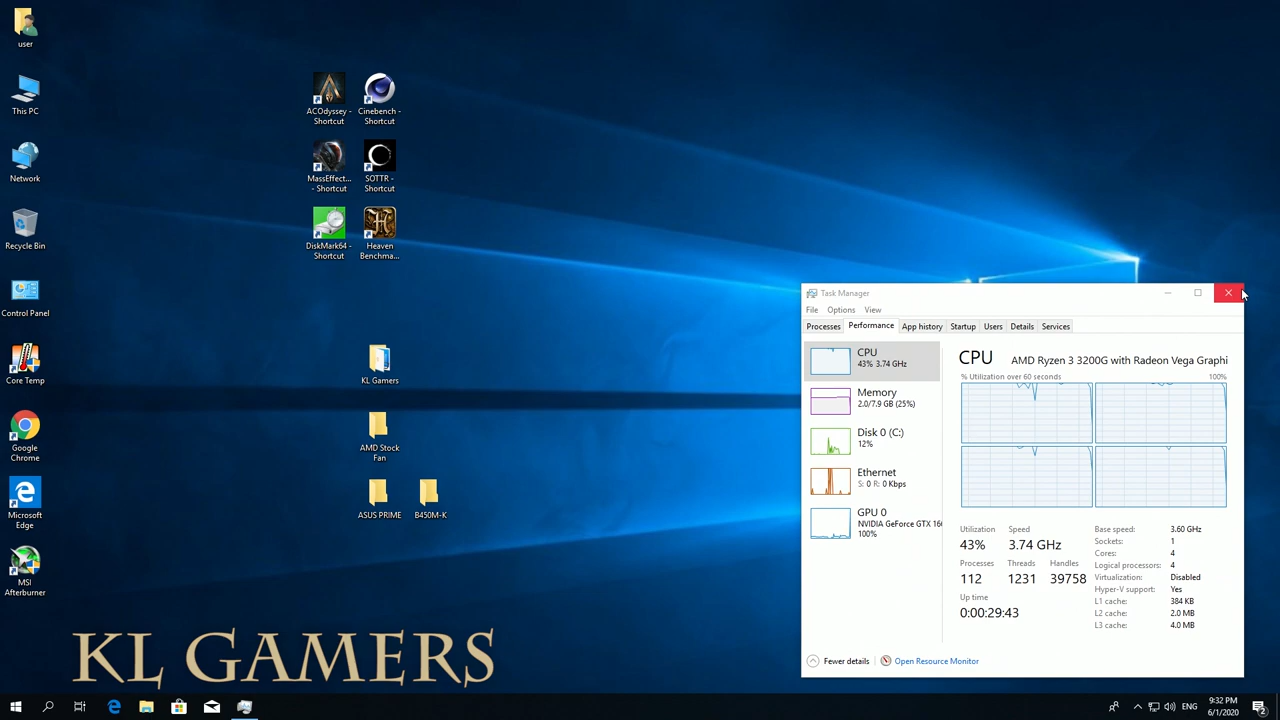 user
This PC
Network
Recycle Bin
Control Panel
Core Temp
Google
Chrome
Microsoft
Edge
MSI
Afterburner
ACOdyssey -
Shortcut
Cinebench -
Shortcut
MassEffect...
- Shortcut
SOTTR -
Shortcut
DiskMark64 -
Shortcut
Heaven
Benchma...
KL Gamers
AMD Stock
Fan
ASUS PRIME
B450M-K
KL GAMERS
Task Manager
File Options View
Processes Performance App history Startup Users Details Services
CPU
43% 3.74 GHz
Memory
2.0/7.9 GB (25%)
Disk 0 (C:)
12%
Ethernet
S: 0 R: 0 Kbps
GPU 0
NVIDIA GeForce GTX 16
100%
CPU AMD Ryzen 3 3200G with Radeon Vega Graphi
% Utilization over 60 seconds 100%
Utilization Speed
43% 3.74 GHz
Processes Threads Handles
112 1231 39758
Up time
0:00:29:43
Base speed: 3.60 GHz
Sockets: 1
Cores: 4
Logical processors: 4
Virtualization: Disabled
Hyper-V support: Yes
L1 cache: 384 KB
L2 cache: 2.0 MB
L3 cache: 4.0 MB
Fewer details Open Resource Monitor
ENG
9:32 PM
6/1/2020
2